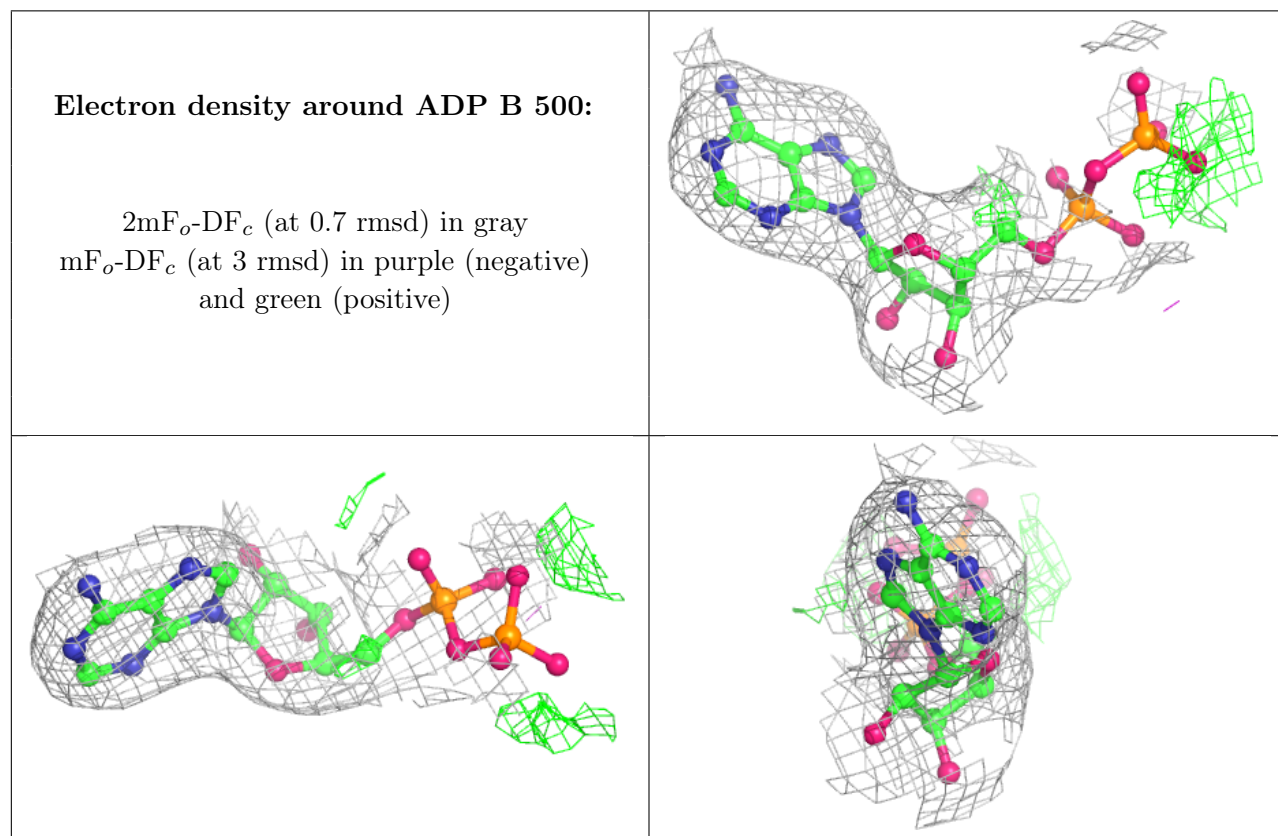 Electron density around ADP B 500:
2mFo-DFc (at 0.7 rmsd) in gray
mFo-DFc (at 3 rmsd) in purple (negative)
and green (positive)